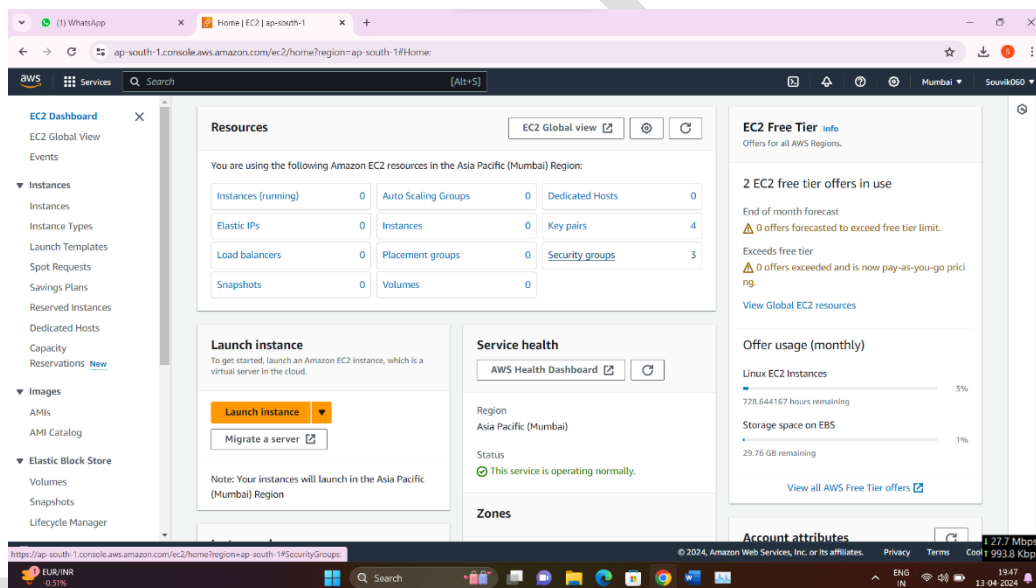 (1) WhatsApp
Home | EC2 | ap-south-1
ap-south-1.console.aws.amazon.com/ec2/home?region=ap-south-1#Home:
S
aws
Services
Search
[Alt+S]
Mumbai
Souvik060
EC2 Dashboard
EC2 Global View
Events
Instances
Instances
Instance Types
Launch Templates
Spot Requests
Savings Plans
Reserved Instances
Dedicated Hosts
Capacity
Reservations New
Images
AMIs
AMI Catalog
Elastic Block Store
Volumes
Snapshots
Lifecycle Manager
Resources
EC2 Global view
You are using the following Amazon EC2 resources in the Asia Pacific (Mumbai) Region:
Instances (running) 0
Auto Scaling Groups 0
Dedicated Hosts 0
Elastic IPs 0
Instances 0
Key pairs 4
Load balancers 0
Placement groups 0
Security groups 3
Snapshots 0
Volumes 0
Launch instance
To get started, launch an Amazon EC2 instance, which is a
virtual server in the cloud.
Launch instance
Migrate a server
Note: Your instances will launch in the Asia Pacific
(Mumbai) Region
Service health
AWS Health Dashboard
Region
Asia Pacific (Mumbai)
Status
This service is operating normally.
Zones
EC2 Free Tier Info
Offers for all AWS Regions.
2 EC2 free tier offers in use
End of month forecast
0 offers forecasted to exceed free tier limit.
Exceeds free tier
0 offers exceeded and is now pay-as-you-go prici
ng.
View Global EC2 resources
Offer usage (monthly)
Linux EC2 Instances
3%
728.644167 hours remaining
Storage space on EBS
1%
29.76 GB remaining
View all AWS Free Tier offers
Account attributes
https://ap-south-1.console.aws.amazon.com/ec2/home?region=ap-south-1#SecurityGroups:
© 2024, Amazon Web Services, Inc. or its affiliates.
Privacy
Terms
Coo
27.7 Mbps
993.8 Kbp
EUR/INR
-0.51%
Search
ENG
IN
19:47
13-04-2024